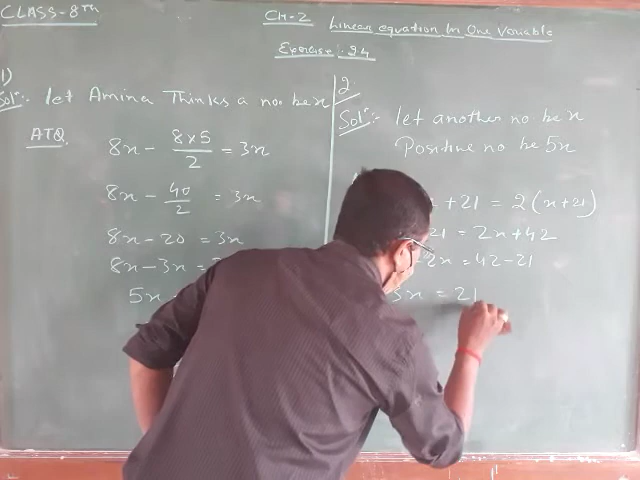 CLASS-8th
Ch-2 Linear equation In One Variable
Exercise:-2.4
1)
Sol":- let Amina Thinks a no. be x
ATQ.
8x - 8×5/2 = 3x
8x - 40/2 = 3x
8x - 20 = 3x
8x - 3x =
5x
2.
Sol":- let another no. be x
Positive no be 5x
+ 21 = 2(x+21)
21 = 2x + 42
2x = 42 - 21
3x = 21